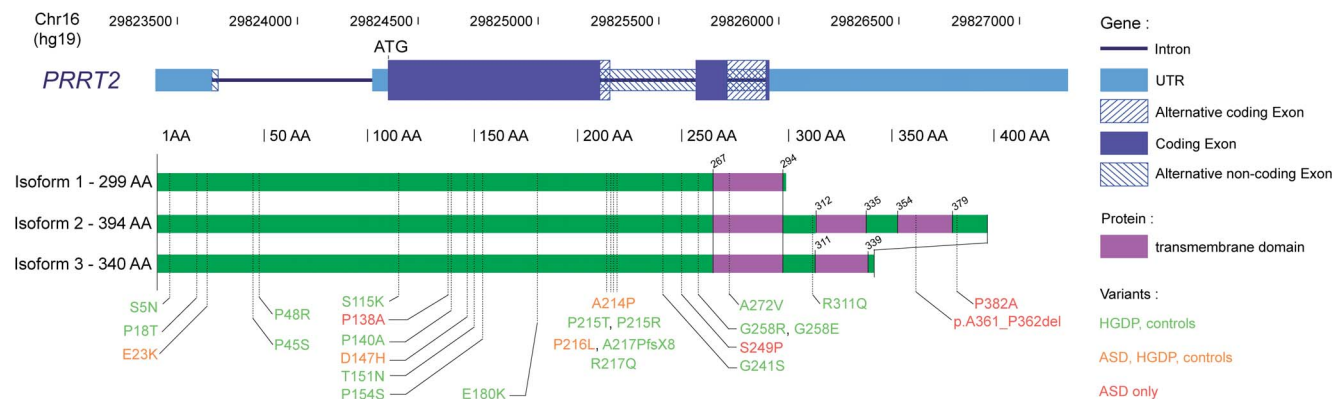 Chr16 29823500 29824000 29824500 29825000 29825500 29826000 29826500 29827000
(hg19)
ATG
PRRT2
1AA 50 AA 100 AA 150 AA 200 AA 250 AA 300 AA 350 AA 400 AA
267 294
Isoform 1 - 299 AA
312 335 354 379
Isoform 2 - 394 AA
311 339
Isoform 3 - 340 AA
S5N
P18T
E23K
P48R
P45S
S115K
P138A
P140A
D147H
T151N
P154S
E180K
A214P
P215T, P215R
P216L, A217PfsX8
R217Q
A272V
G258R, G258E
S249P
G241S
R311Q
P382A
p.A361_P362del
Gene :
Intron
UTR
Alternative coding Exon
Coding Exon
Alternative non-coding Exon
Protein :
transmembrane domain
Variants :
HGDP, controls
ASD, HGDP, controls
ASD only